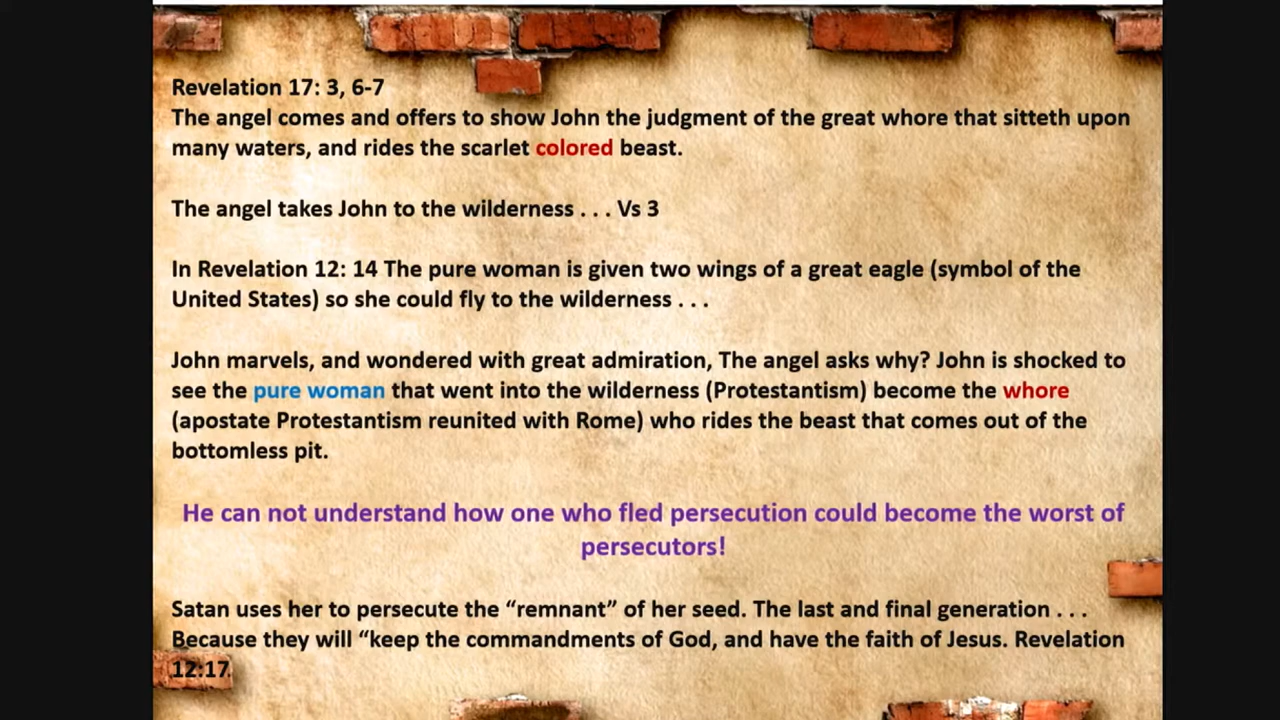 Revelation 17: 3, 6-7
The angel comes and offers to show John the judgment of the great whore that sitteth upon
many waters, and rides the scarlet colored beast.
The angel takes John to the wilderness . . . Vs 3
In Revelation 12: 14 The pure woman is given two wings of a great eagle (symbol of the
United States) so she could fly to the wilderness . . .
John marvels, and wondered with great admiration, The angel asks why? John is shocked to
see the pure woman that went into the wilderness (Protestantism) become the whore
(apostate Protestantism reunited with Rome) who rides the beast that comes out of the
bottomless pit.
He can not understand how one who fled persecution could become the worst of
persecutors!
Satan uses her to persecute the “remnant” of her seed. The last and final generation . . .
Because they will “keep the commandments of God, and have the faith of Jesus. Revelation
12:17.